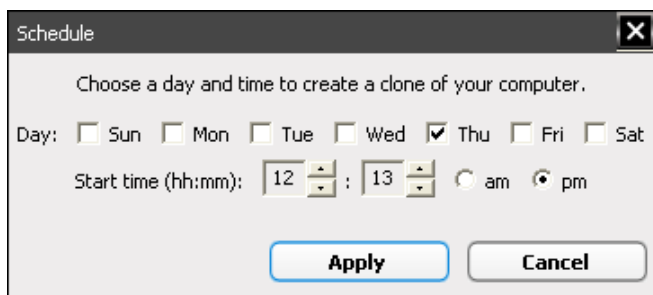 Schedule
Choose a day and time to create a clone of your computer.
Day: Sun Mon Tue Wed Thu Fri Sat
Start time (hh:mm): 12 : 13 am pm
Apply Cancel